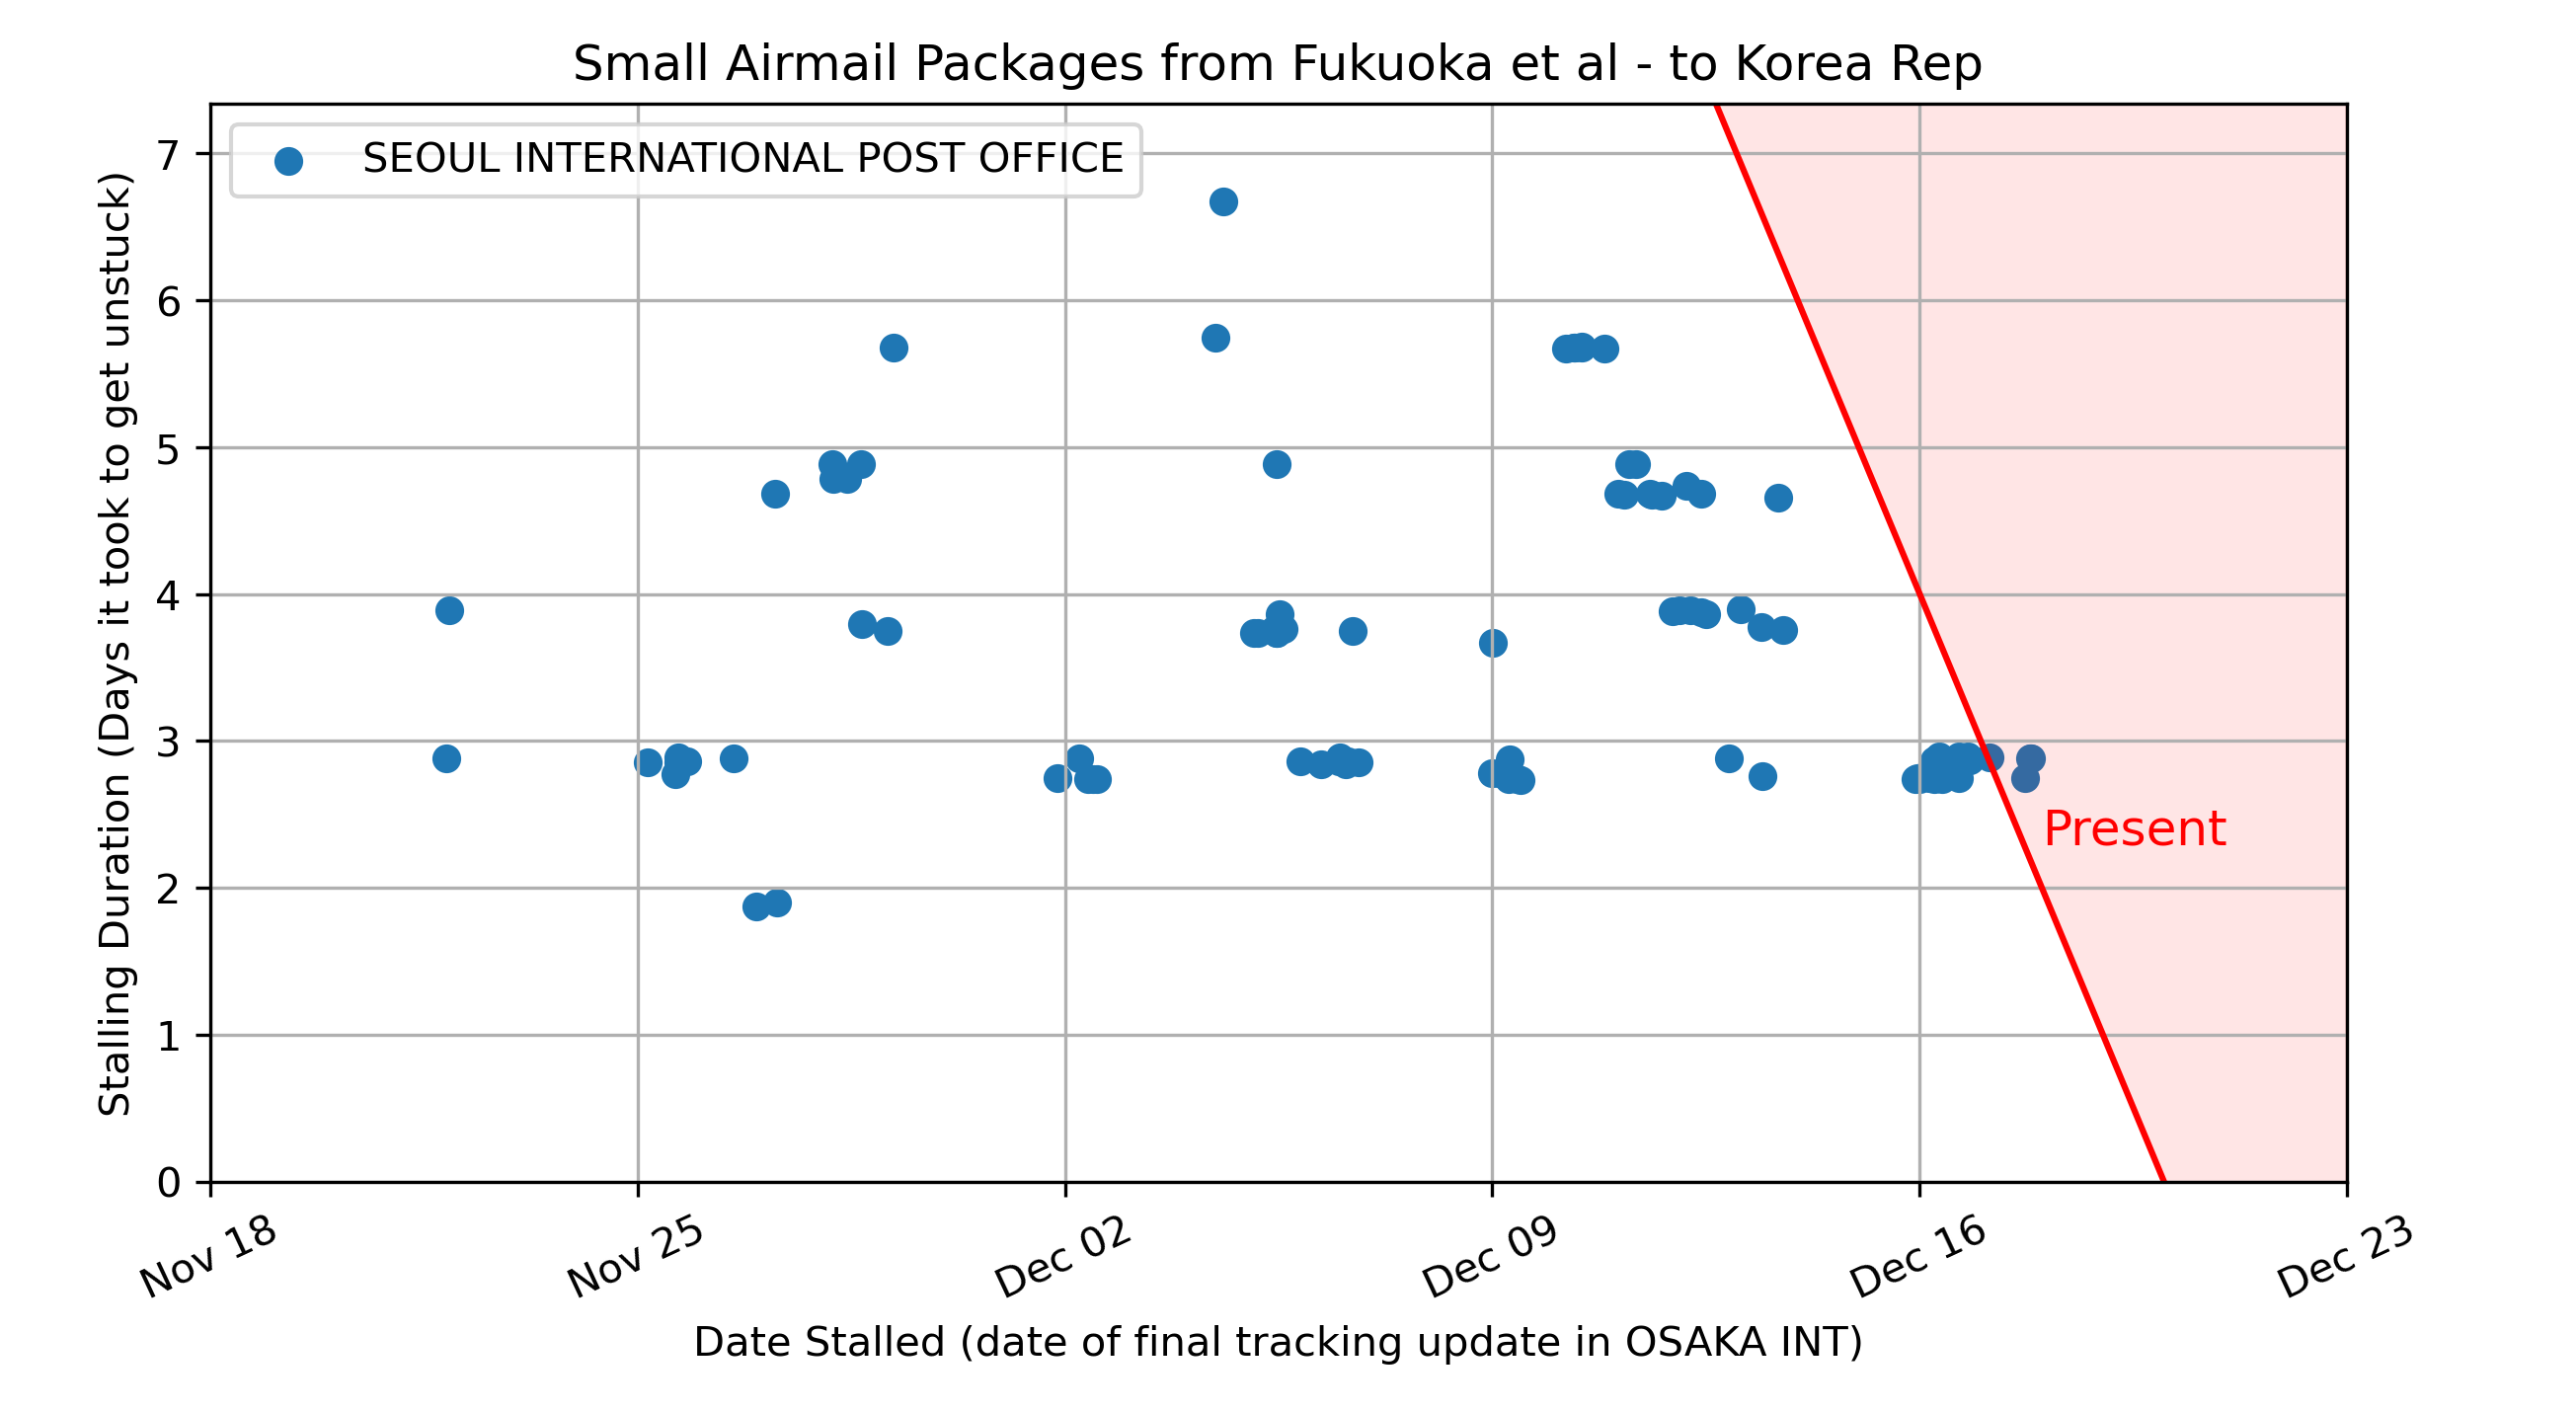 Small Airmail Packages from Fukuoka et al - to Korea Rep
SEOUL INTERNATIONAL POST OFFICE
Stalling Duration (Days it took to get unstuck)
7
6
5
4
3
2
1
0
Present
Nov 18
Nov 25
Dec 02
Dec 09
Dec 16
Dec 23
Date Stalled (date of final tracking update in OSAKA INT)